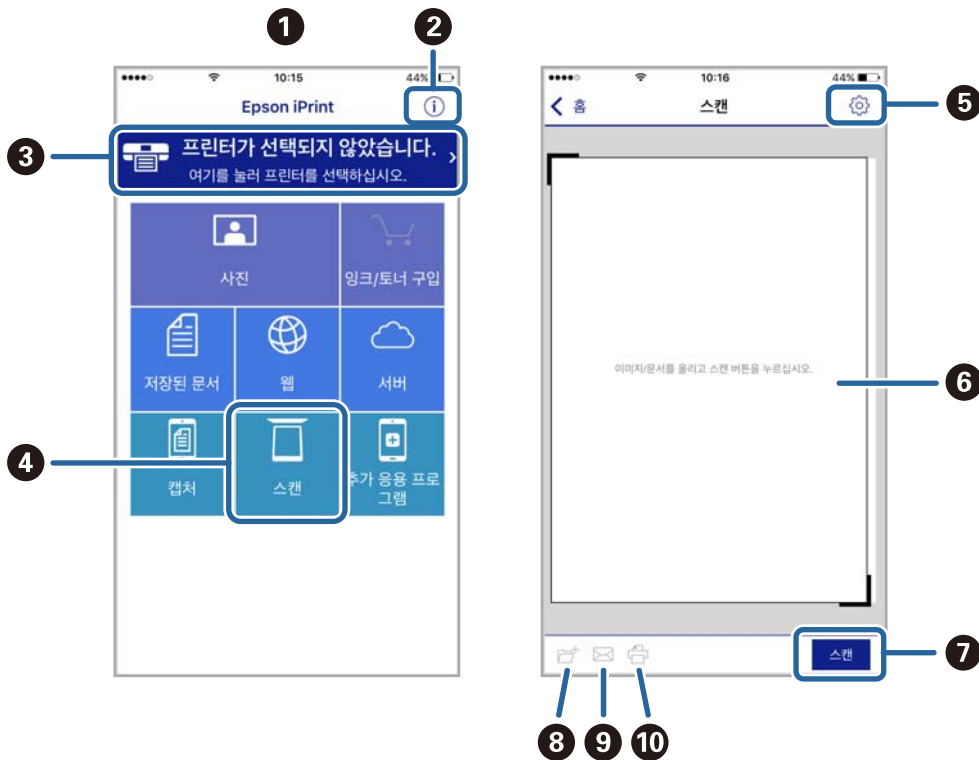 1
2
10:15
44%
Epson iPrint
3
프린터가 선택되지 않았습니다.
여기를 눌러 프린터를 선택하십시오.
사진
잉크/토너 구입
저장된 문서
웹
서버
4
캡처
스캔
추가 응용 프로
그램
10:16
44%
홈
스캔
5
이미지/문서를 올리고 스캔 버튼을 누르십시오.
6
스캔
7
8
9
10